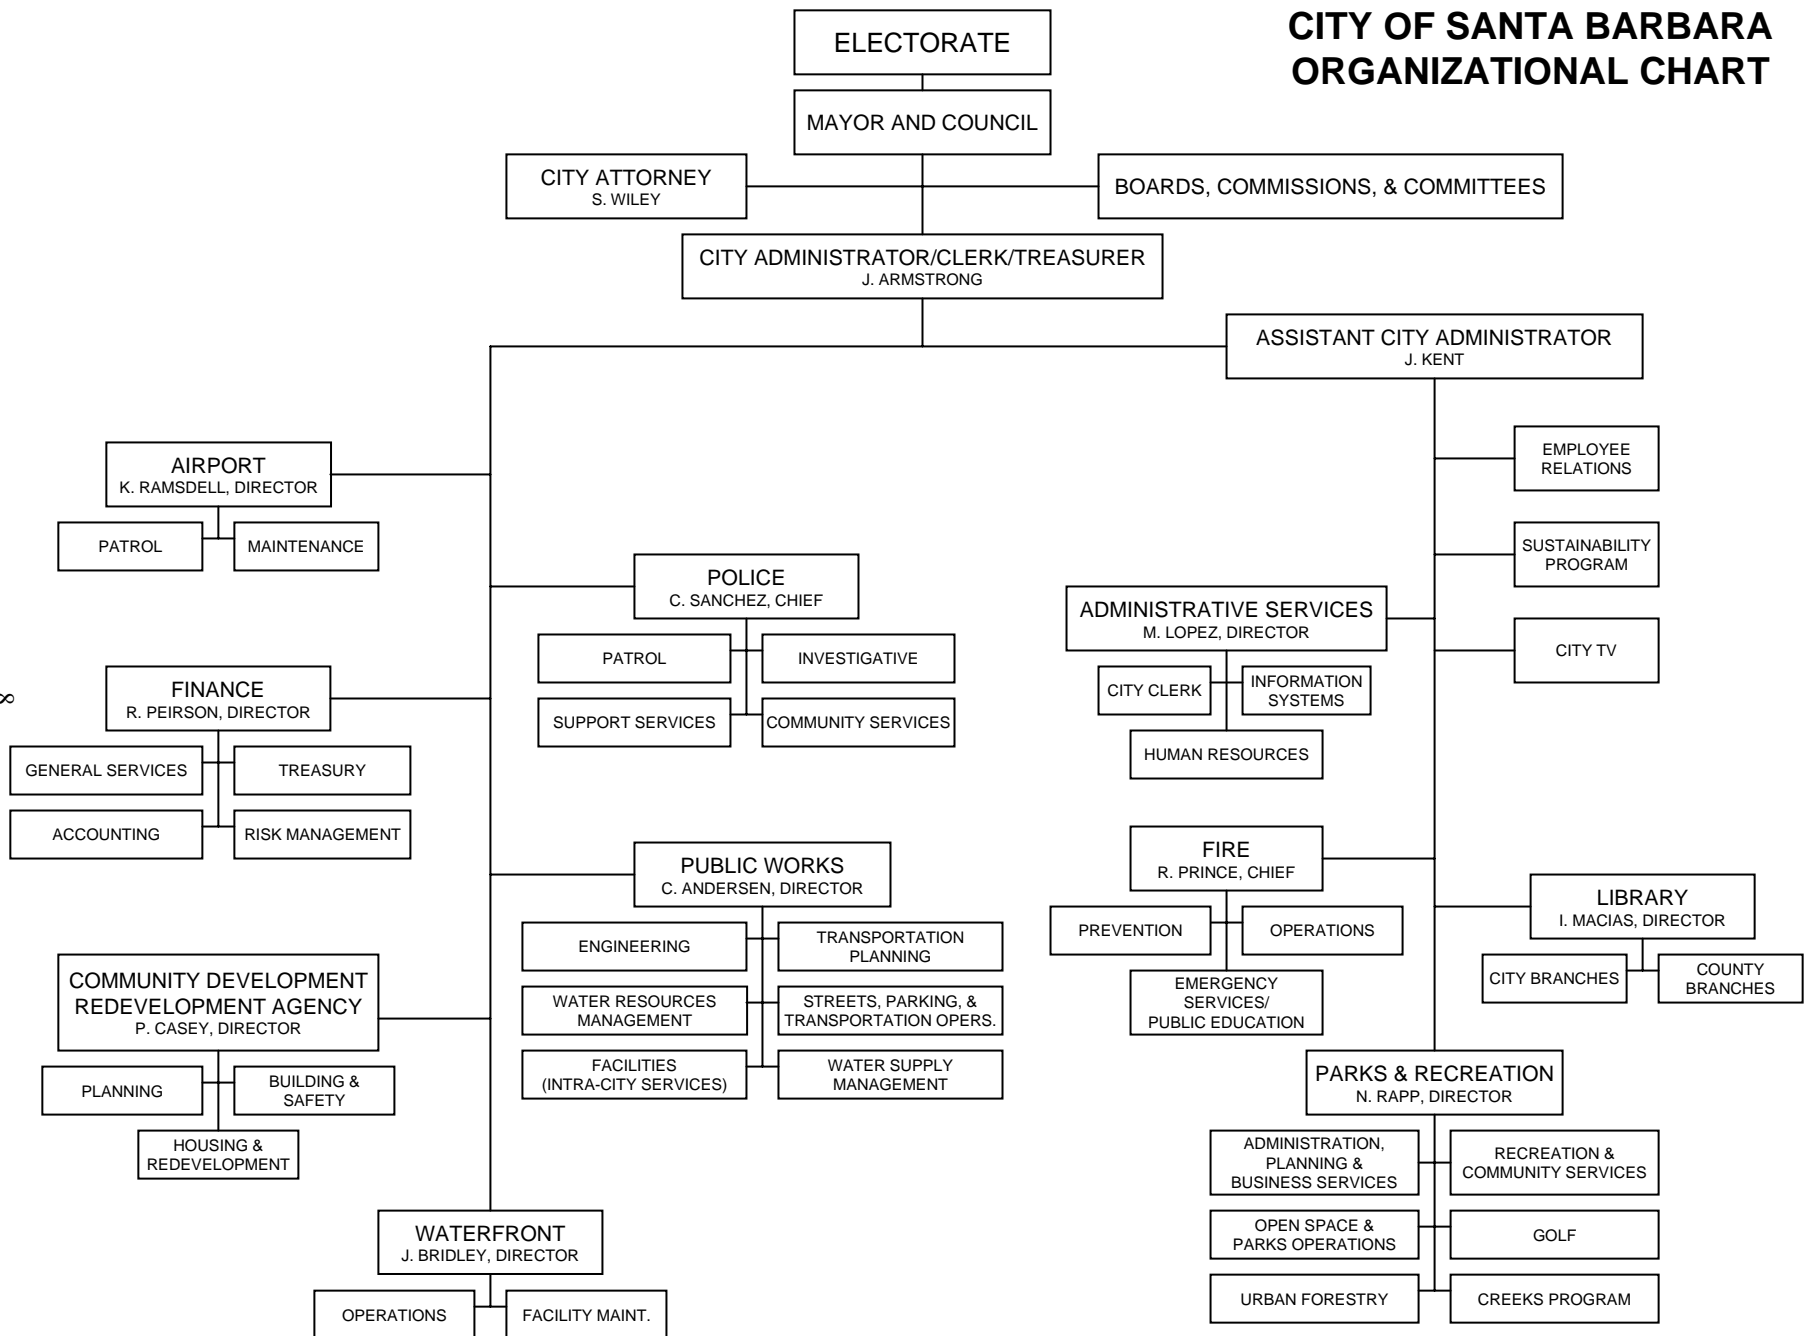 CITY OF SANTA BARBARA
ORGANIZATIONAL CHART
ELECTORATE
MAYOR AND COUNCIL
CITY ATTORNEY
S. WILEY
BOARDS, COMMISSIONS, & COMMITTEES
CITY ADMINISTRATOR/CLERK/TREASURER
J. ARMSTRONG
ASSISTANT CITY ADMINISTRATOR
J. KENT
AIRPORT
K. RAMSDELL, DIRECTOR
PATROL
MAINTENANCE
FINANCE
R. PEIRSON, DIRECTOR
GENERAL SERVICES
TREASURY
ACCOUNTING
RISK MANAGEMENT
COMMUNITY DEVELOPMENT
REDEVELOPMENT AGENCY
P. CASEY, DIRECTOR
PLANNING
BUILDING &
SAFETY
HOUSING &
REDEVELOPMENT
POLICE
C. SANCHEZ, CHIEF
PATROL
INVESTIGATIVE
SUPPORT SERVICES
COMMUNITY SERVICES
PUBLIC WORKS
C. ANDERSEN, DIRECTOR
ENGINEERING
TRANSPORTATION
PLANNING
WATER RESOURCES
MANAGEMENT
STREETS, PARKING, &
TRANSPORTATION OPERS.
FACILITIES
(INTRA-CITY SERVICES)
WATER SUPPLY
MANAGEMENT
WATERFRONT
J. BRIDLEY, DIRECTOR
OPERATIONS
FACILITY MAINT.
EMPLOYEE
RELATIONS
SUSTAINABILITY
PROGRAM
CITY TV
ADMINISTRATIVE SERVICES
M. LOPEZ, DIRECTOR
CITY CLERK
INFORMATION
SYSTEMS
HUMAN RESOURCES
FIRE
R. PRINCE, CHIEF
PREVENTION
OPERATIONS
EMERGENCY
SERVICES/
PUBLIC EDUCATION
LIBRARY
I. MACIAS, DIRECTOR
CITY BRANCHES
COUNTY
BRANCHES
PARKS & RECREATION
N. RAPP, DIRECTOR
ADMINISTRATION,
PLANNING &
BUSINESS SERVICES
RECREATION &
COMMUNITY SERVICES
OPEN SPACE &
PARKS OPERATIONS
GOLF
URBAN FORESTRY
CREEKS PROGRAM
8